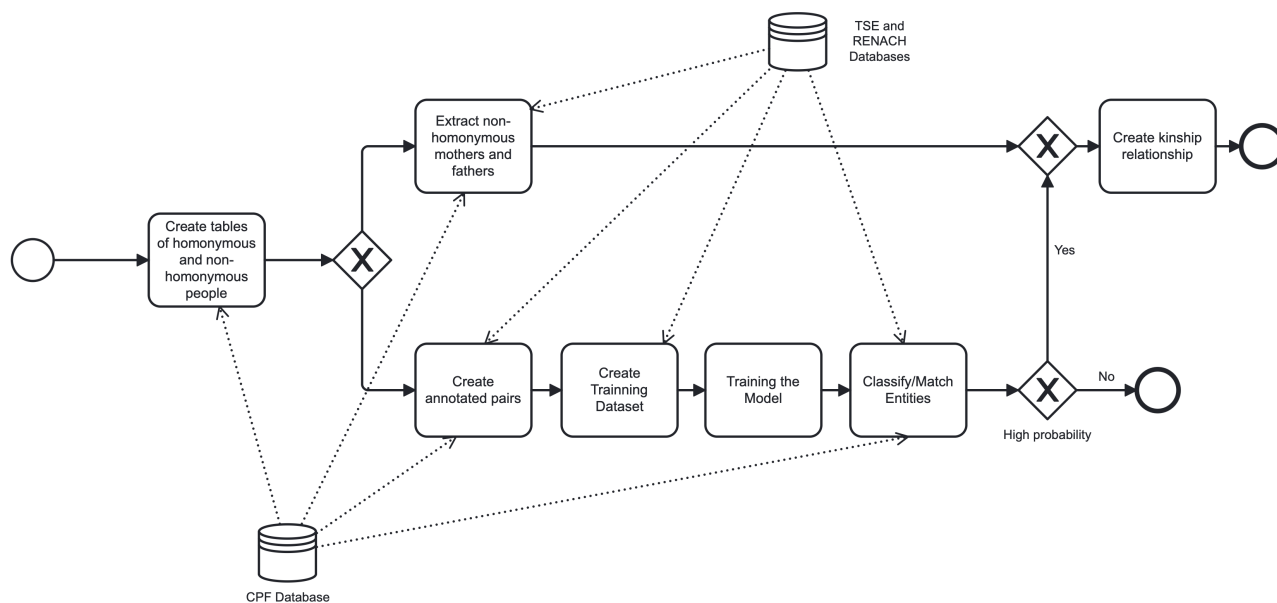 TSE and
RENACH
Databases
Extract non-
homonymous
mothers and
fathers
X
Create kinship
relationship
Create tables
of homonymous
and non-
homonymous
people
X
Yes
Create
annotated pairs
Create
Trainning
Dataset
Training the
Model
Classify/Match
Entities
X
No
High probability
CPF Database